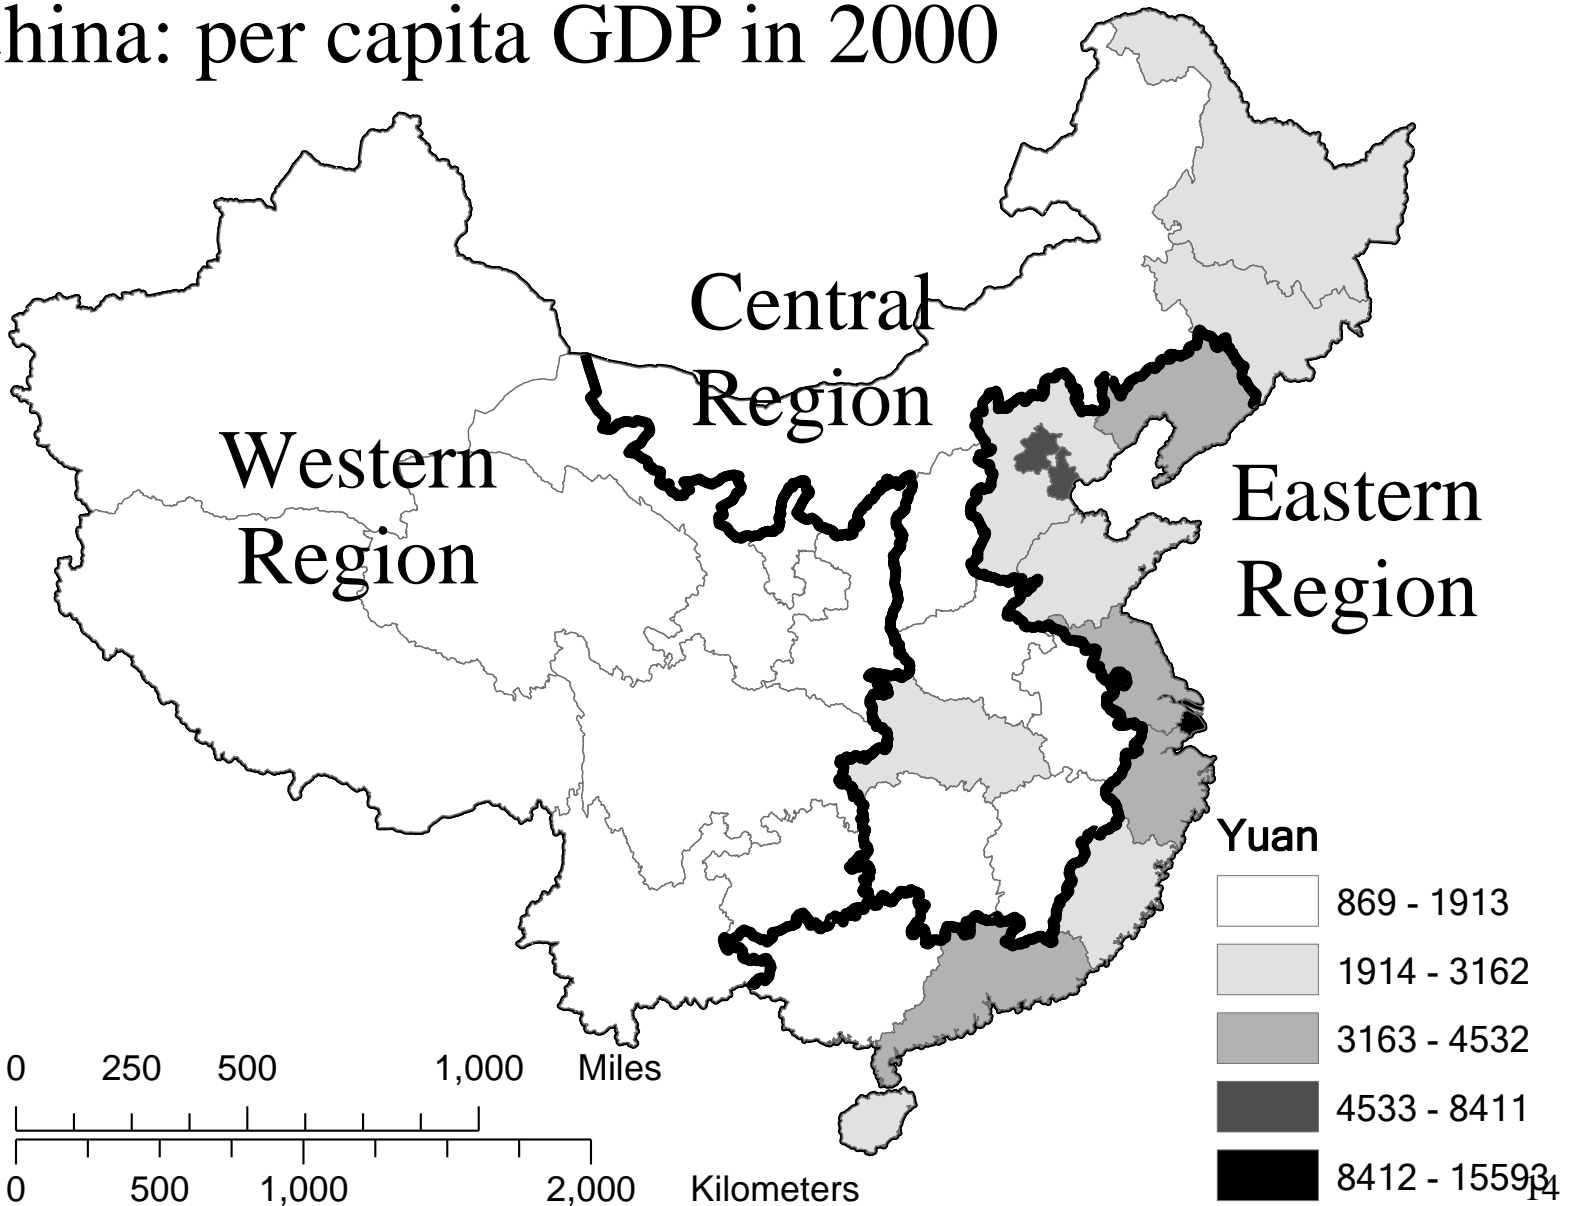 hina: per capita GDP in 2000
Central
Region
Western
Region
Eastern
Region
Yuan
869 - 1913
1914 - 3162
3163 - 4532
4533 - 8411
8412 - 15593
14
0 250 500 1,000 Miles
0 500 1,000 2,000 Kilometers